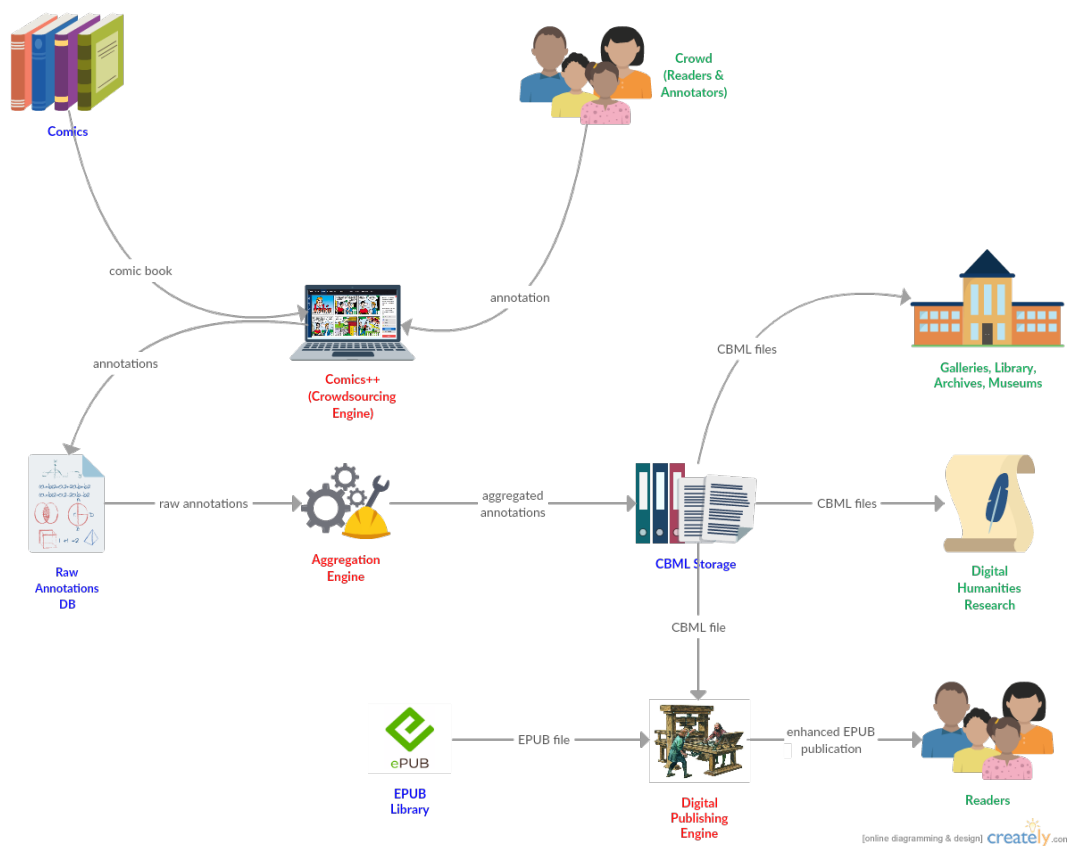 Comics
Crowd
(Readers &
Annotators)
comic book
annotation
annotations
Comics++
(Crowdsourcing
Engine)
CBML files
Galleries, Library,
Archives, Museums
raw annotations
aggregated
annotations
CBML files
Raw
Annotations
DB
Aggregation
Engine
CBML Storage
Digital
Humanities
Research
CBML file
ePUB
EPUB file
enhanced EPUB
publication
EPUB
Library
Digital
Publishing
Engine
Readers
[online diagramming & design] creately.com